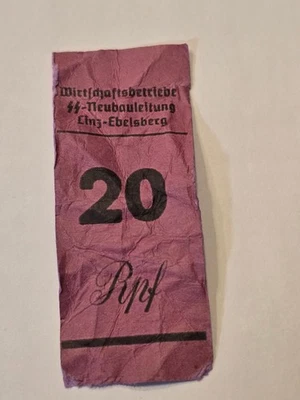 Wirtschaftsbetriebe
SS-Neubauleitung
Linz-Ebelsberg
20
Rpf